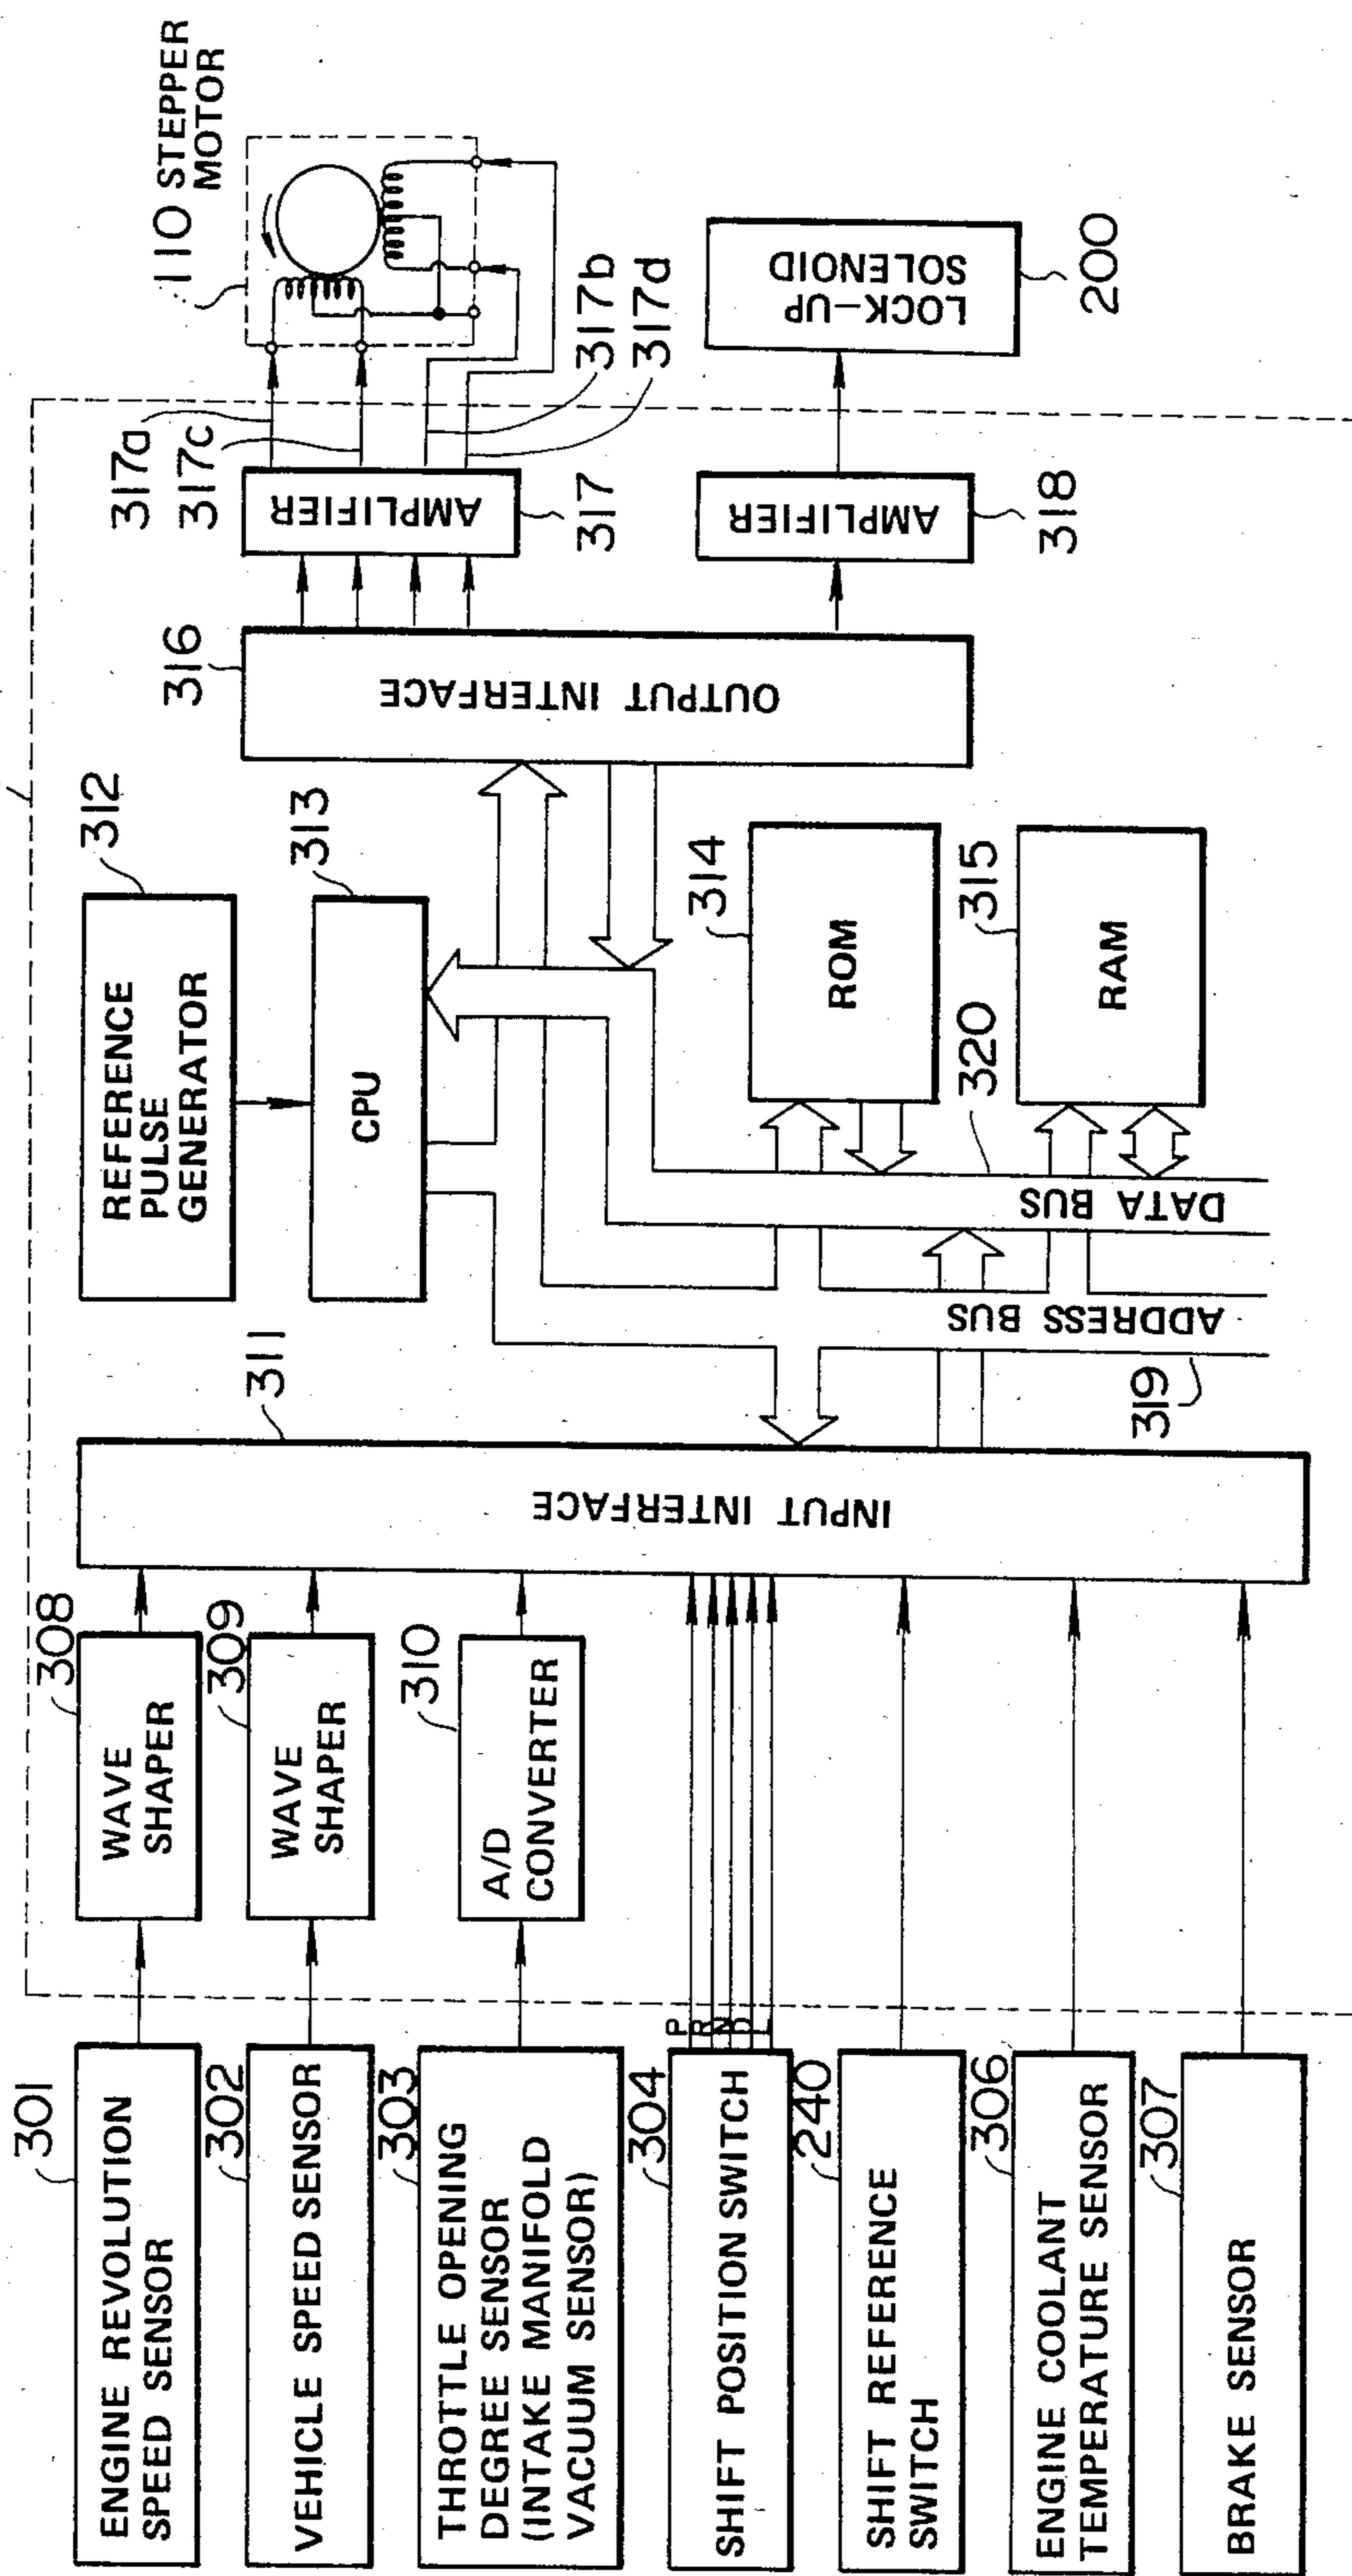 301
ENGINE REVOLUTION
SPEED SENSOR
302
VEHICLE SPEED SENSOR
303
THROTTLE OPENING
DEGREE SENSOR
(INTAKE MANIFOLD
VACUUM SENSOR)
304
SHIFT POSITION SWITCH
P
R
N
D
L
240
SHIFT REFERENCE
SWITCH
306
ENGINE COOLANT
TEMPERATURE SENSOR
307
BRAKE SENSOR
308
WAVE
SHAPER
309
WAVE
SHAPER
310
A/D
CONVERTER
311
INPUT INTERFACE
312
REFERENCE
PULSE
GENERATOR
313
CPU
ADDRESS BUS
319
DATA BUS
320
314
ROM
315
RAM
316
OUTPUT INTERFACE
317a
317c
AMPLIFIER
317
317b
317d
AMPLIFIER
318
110 STEPPER
MOTOR
LOCK-UP
SOLENOID
200